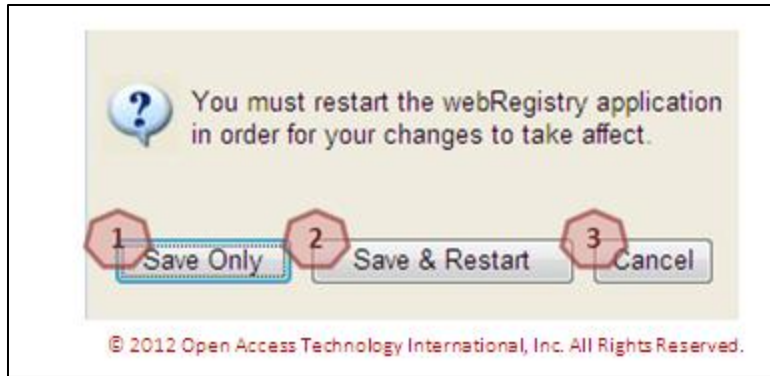 ?
You must restart the webRegistry application
in order for your changes to take affect.
1 Save Only 2 Save & Restart 3 Cancel
© 2012 Open Access Technology International, Inc. All Rights Reserved.